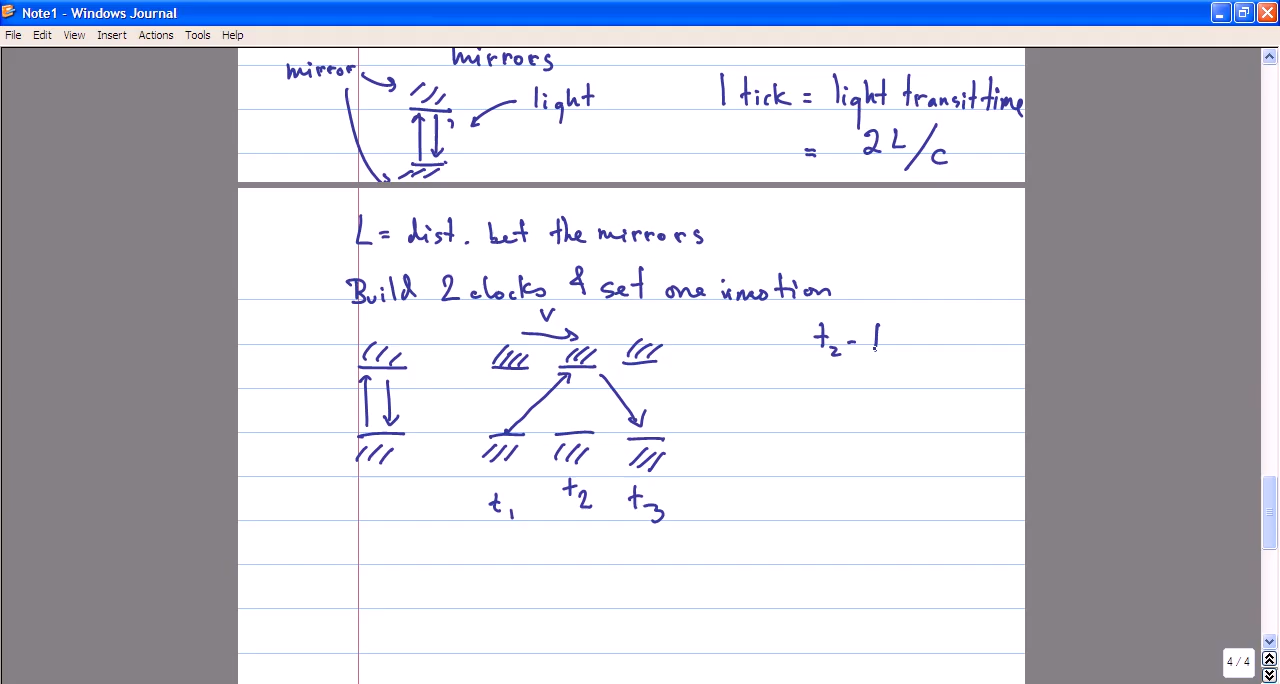 Note1 - Windows Journal
File Edit View Insert Actions Tools Help
mirrors
mirror
light
1 tick = light transit time
= 2L/c
L = dist. bet the mirrors
Build 2 clocks & set one in motion
v
t2 -
t1 t2 t3
4 / 4